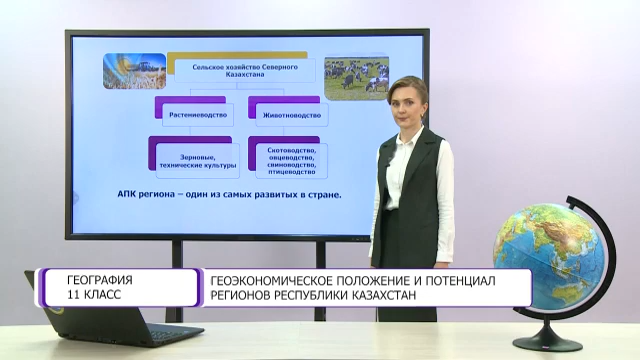 Сельское хозяйство Северного
Казахстана
Растениеводство
Животноводство
Зерновые,
технические культуры
Скотоводство,
овцеводство,
свиноводство,
птицеводство
АПК региона – один из самых развитых в стране.
ГЕОГРАФИЯ
11 КЛАСС
ГЕОЭКОНОМИЧЕСКОЕ ПОЛОЖЕНИЕ И ПОТЕНЦИАЛ
РЕГИОНОВ РЕСПУБЛИКИ КАЗАХСТАН